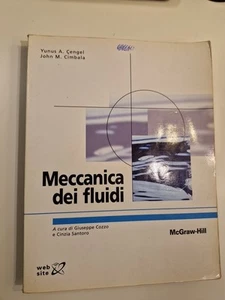 Yunus A. Çengel
John M. Cimbala
Meccanica
dei fluidi
A cura di Giuseppe Cozzo
e Cinzia Santoro
McGraw-Hill
web
site